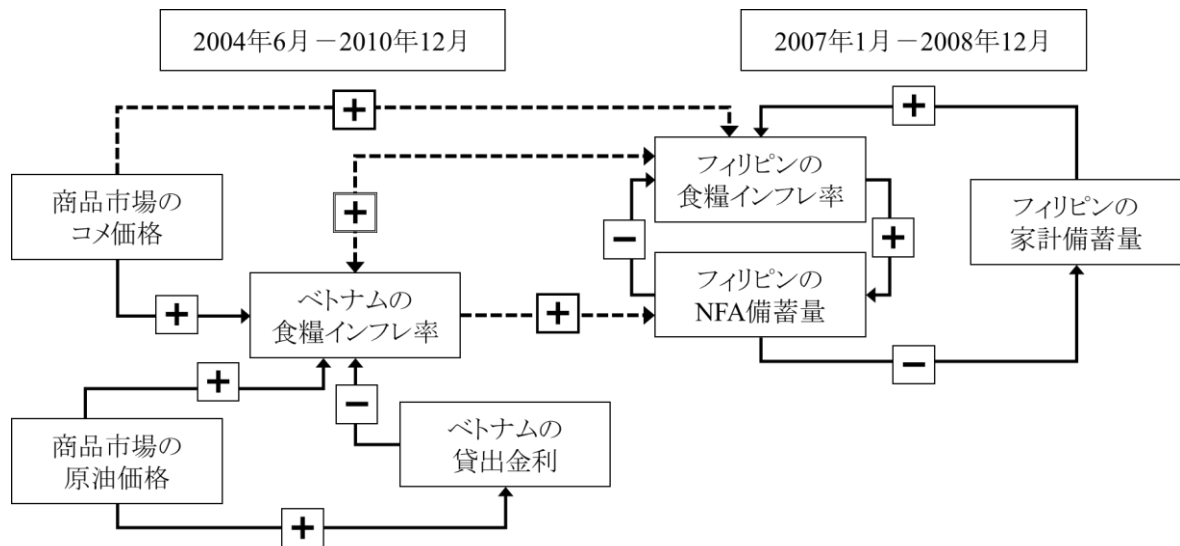 2004年6月－2010年12月
2007年1月－2008年12月
+
+
商品市場の
コメ価格
+
フィリピンの
食糧インフレ率
フィリピンの
家計備蓄量
−
+
+
ベトナムの
食糧インフレ率
+
フィリピンの
NFA備蓄量
−
+
−
商品市場の
原油価格
ベトナムの
貸出金利
+